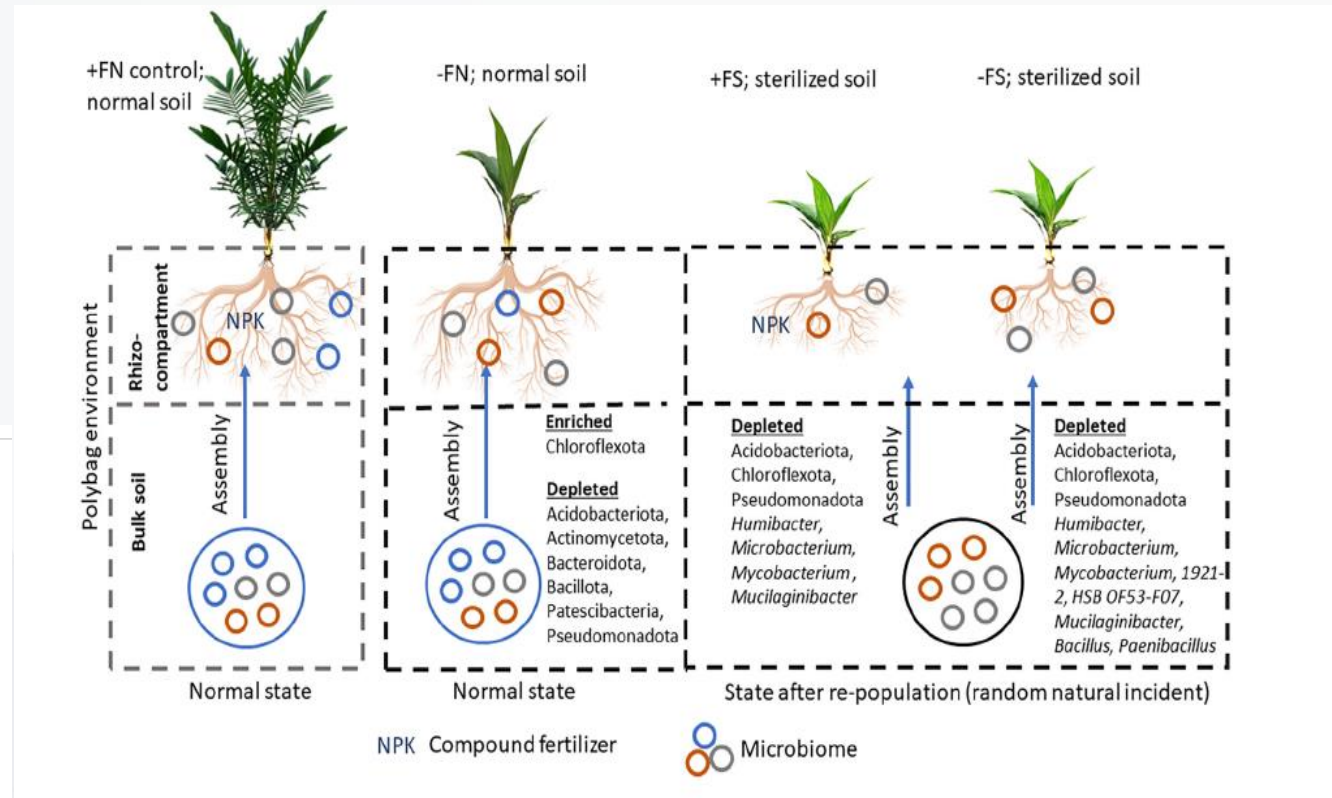 +FN control;
normal soil
-FN; normal soil
+FS; sterilized soil
-FS; sterilized soil
Polybag environment
Rhizo-
compartment
Bulk soil
NPK
Assembly
Normal state
Assembly
Enriched
Chloroflexota
Depleted
Acidobacteriota,
Actinomycetota,
Bacteroidota,
Bacillota,
Patescibacteria,
Pseudomonadota
Normal state
NPK
Depleted
Acidobacteriota,
Chloroflexota,
Pseudomonadota
Humibacter,
Microbacterium,
Mycobacterium ,
Mucilaginibacter
Assembly
Assembly
Depleted
Acidobacteriota,
Chloroflexota,
Pseudomonadota
Humibacter,
Microbacterium,
Mycobacterium, 1921-
2, HSB OF53-F07,
Mucilaginibacter,
Bacillus, Paenibacillus
State after re-population (random natural incident)
NPK Compound fertilizer
Microbiome